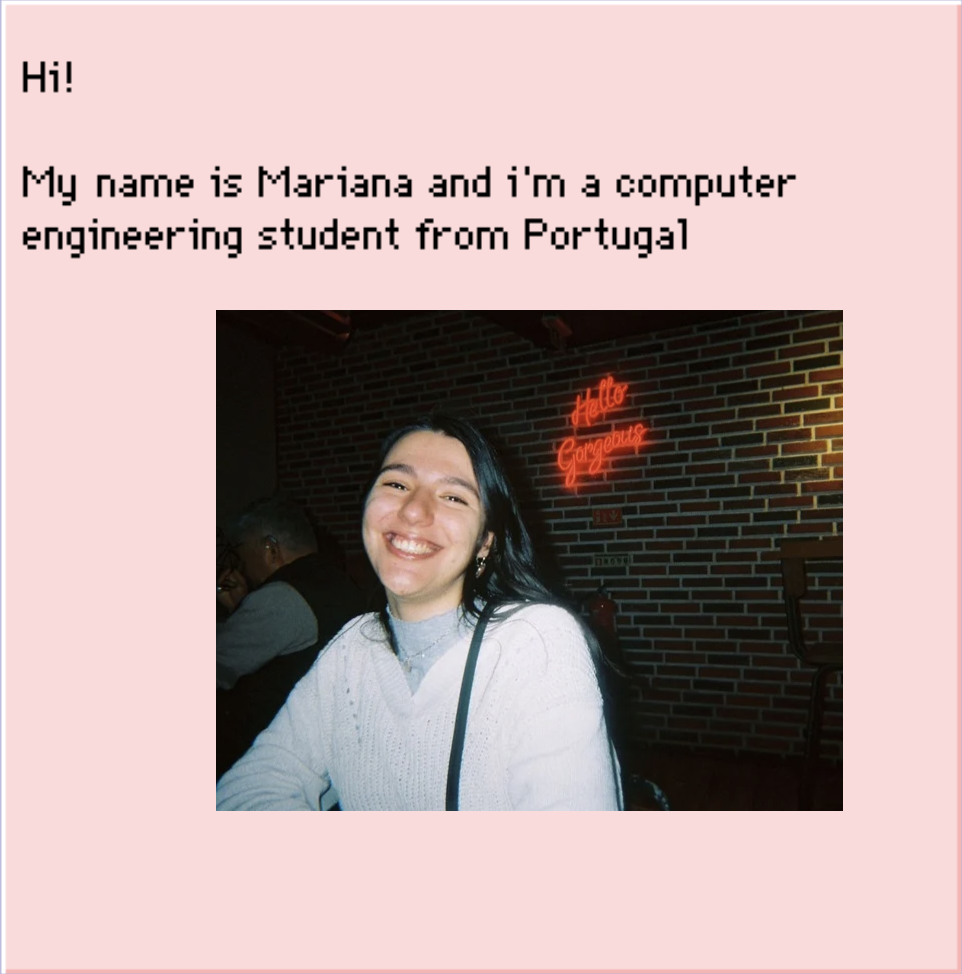 Hi!
My name is Mariana and i'm a computer
engineering student from Portugal
Hello
Gorgeous